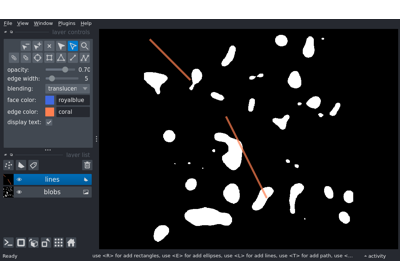 File View Window Plugins Help
layer controls
opacity: 0.70
edge width: 5
blending: translucer
face color: royalblue
edge color: coral
display text:
layer list
lines
blobs
Ready use <R> for add rectangles, use <E> for add ellipses, use <L> for add lines, use <T> for add path, use <... activity